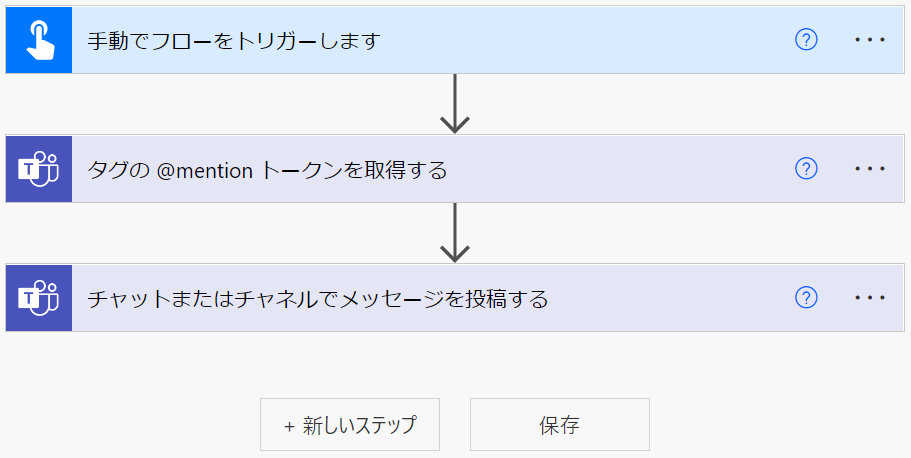 手動でフローをトリガーします
タグの @mention トークンを取得する
チャットまたはチャネルでメッセージを投稿する
+ 新しいステップ
保存